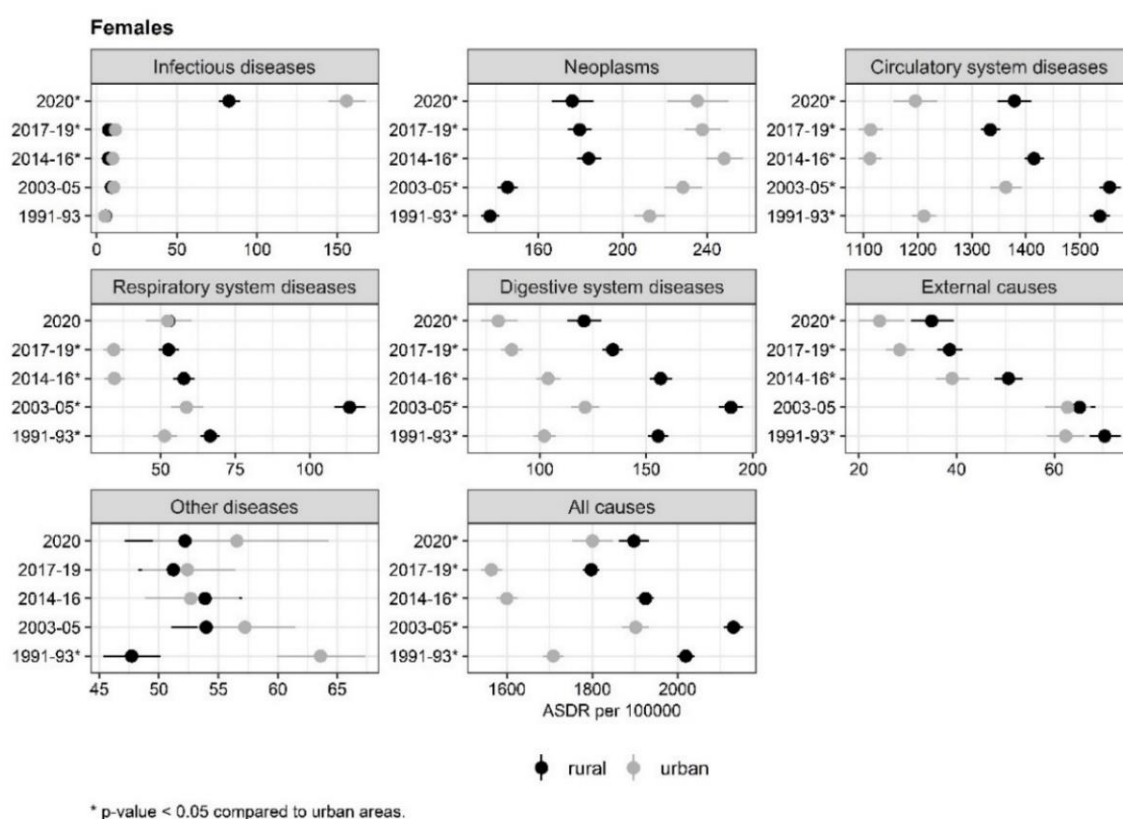 Females
Infectious diseases
2020*
2017-19*
2014-16*
2003-05
1991-93
0 50 100 150
Neoplasms
2020*
2017-19*
2014-16*
2003-05*
1991-93*
160 200 240
Circulatory system diseases
2020*
2017-19*
2014-16*
2003-05*
1991-93*
1100 1200 1300 1400 1500
Respiratory system diseases
2020
2017-19*
2014-16*
2003-05*
1991-93*
50 75 100
Digestive system diseases
2020*
2017-19*
2014-16*
2003-05*
1991-93*
100 150 200
External causes
2020*
2017-19*
2014-16*
2003-05
1991-93*
20 40 60
Other diseases
2020
2017-19
2014-16
2003-05
1991-93*
45 50 55 60 65
All causes
2020*
2017-19*
2014-16*
2003-05*
1991-93*
1600 1800 2000
ASDR per 100000
rural urban
* p-value < 0.05 compared to urban areas.